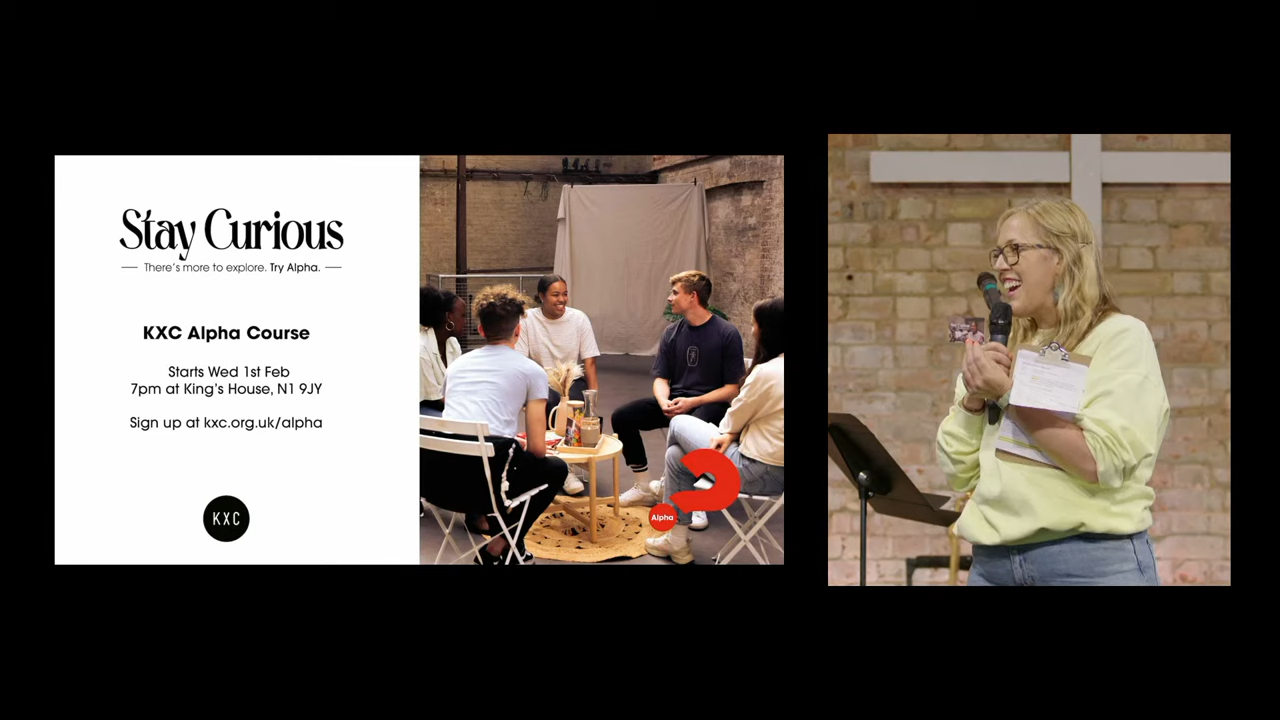 Stay Curious
There's more to explore. Try Alpha.
KXC Alpha Course
Starts Wed 1st Feb
7pm at King's House, N1 9JY
Sign up at kxc.org.uk/alpha
KXC
Alpha